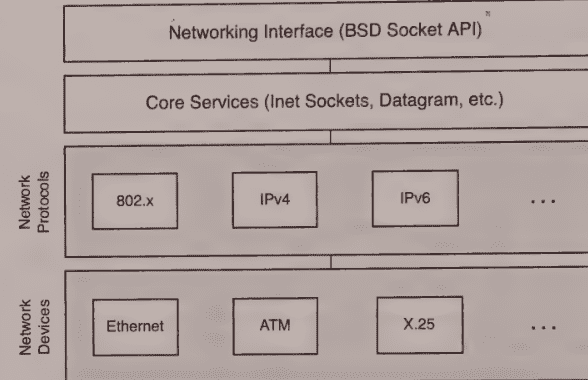 Networking Interface (BSD Socket API)
Core Services (Inet Sockets, Datagram, etc.)
Network
Protocols
802.x
IPv4
IPv6
...
Network
Devices
Ethernet
ATM
X.25
...